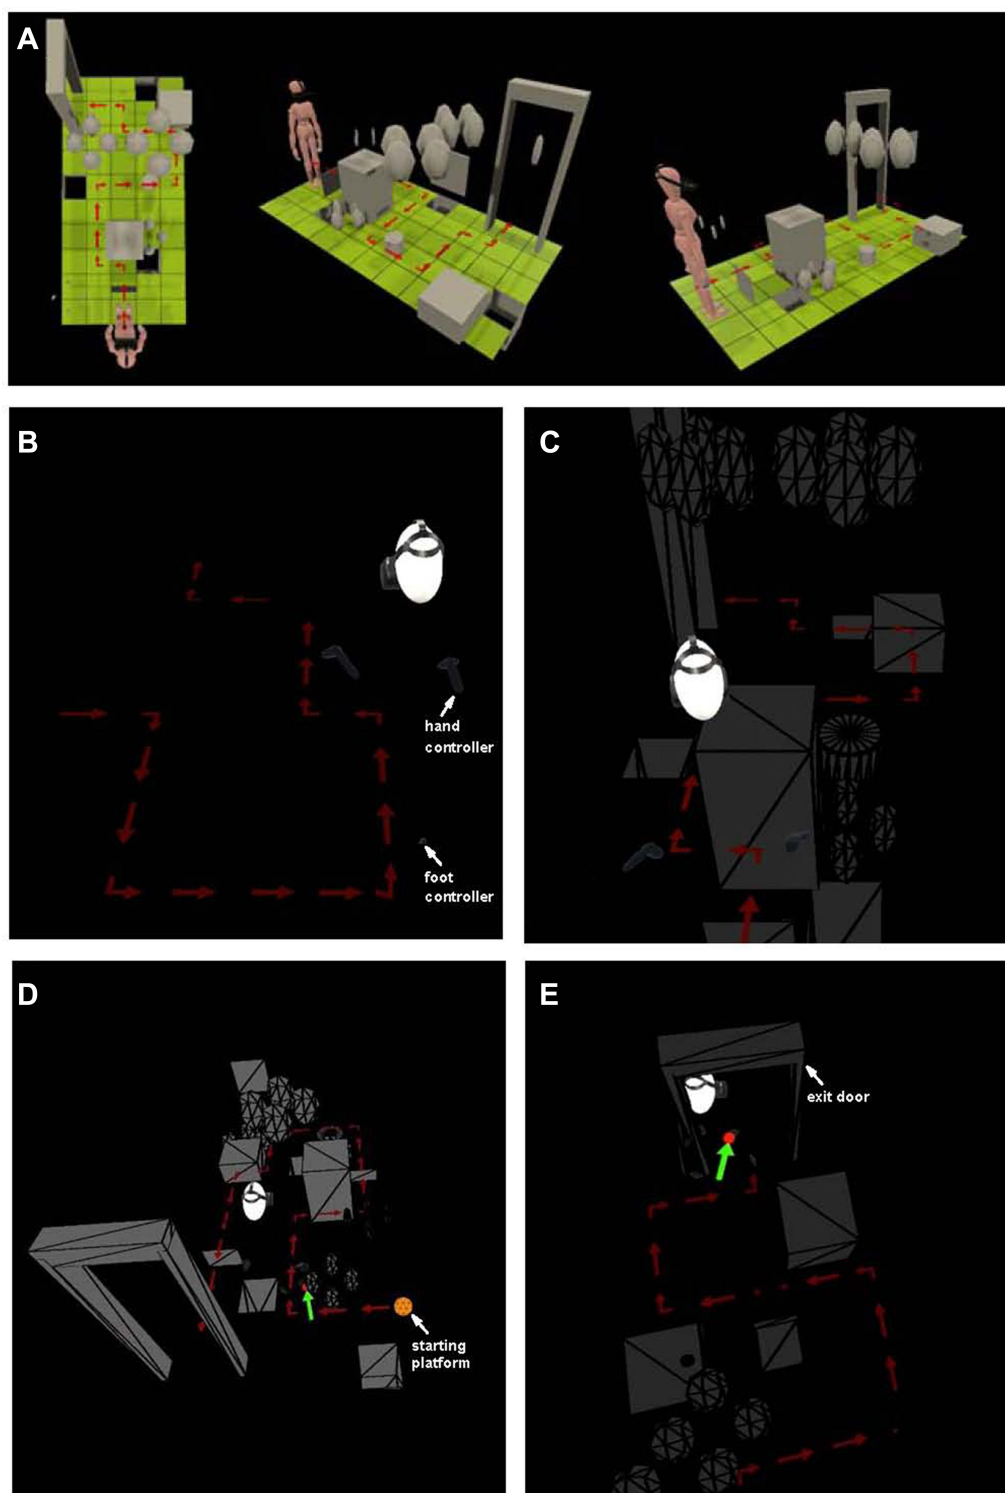 A
B
C
hand
controller
foot
controller
D
E
exit door
starting
platform